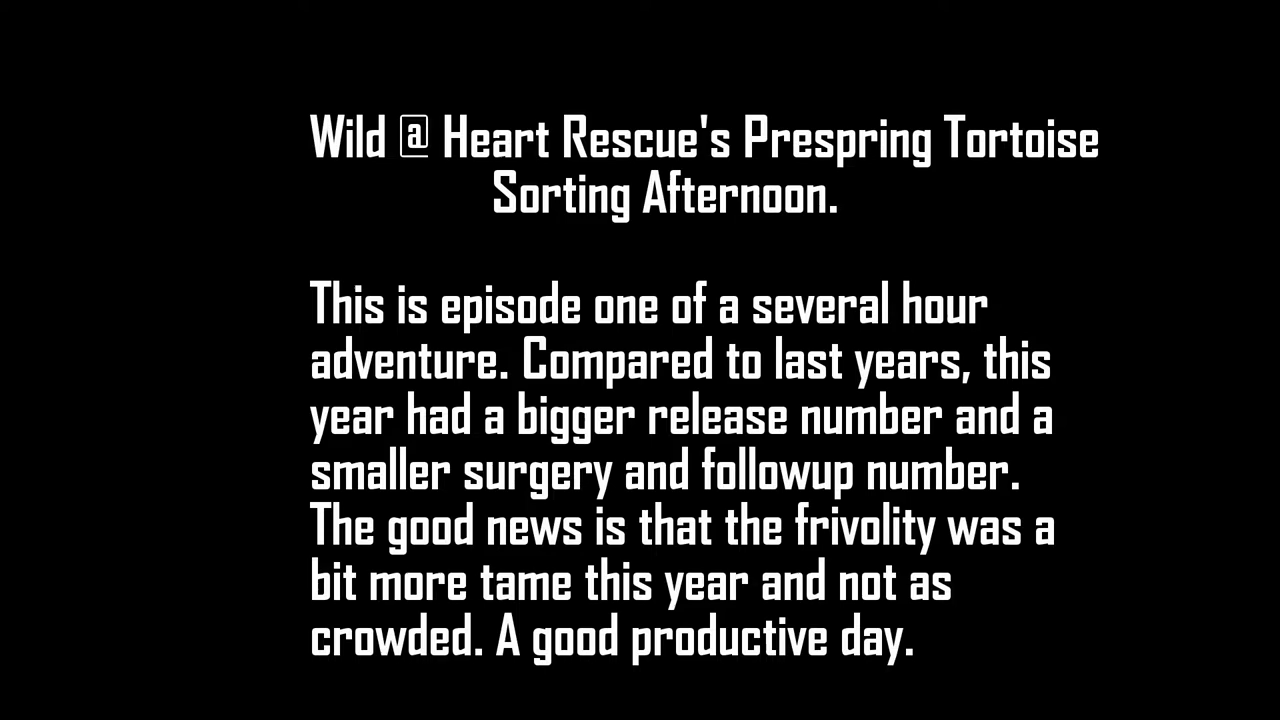 Wild @ Heart Rescue's Prespring Tortoise
Sorting Afternoon.
This is episode one of a several hour
adventure. Compared to last years, this
year had a bigger release number and a
smaller surgery and followup number.
The good news is that the frivolity was a
bit more tame this year and not as
crowded. A good productive day.